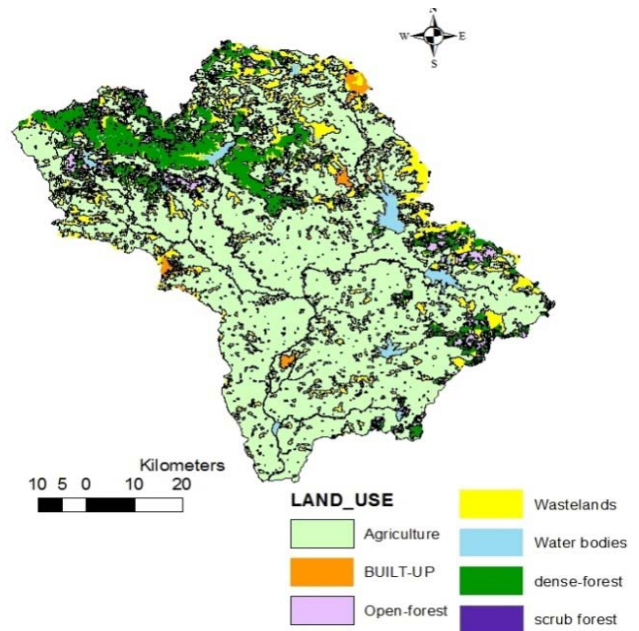 N
W E
S
Kilometers
10 5 0 10 20
LAND_USE
Agriculture
BUILT-UP
Open-forest
Wastelands
Water bodies
dense-forest
scrub forest